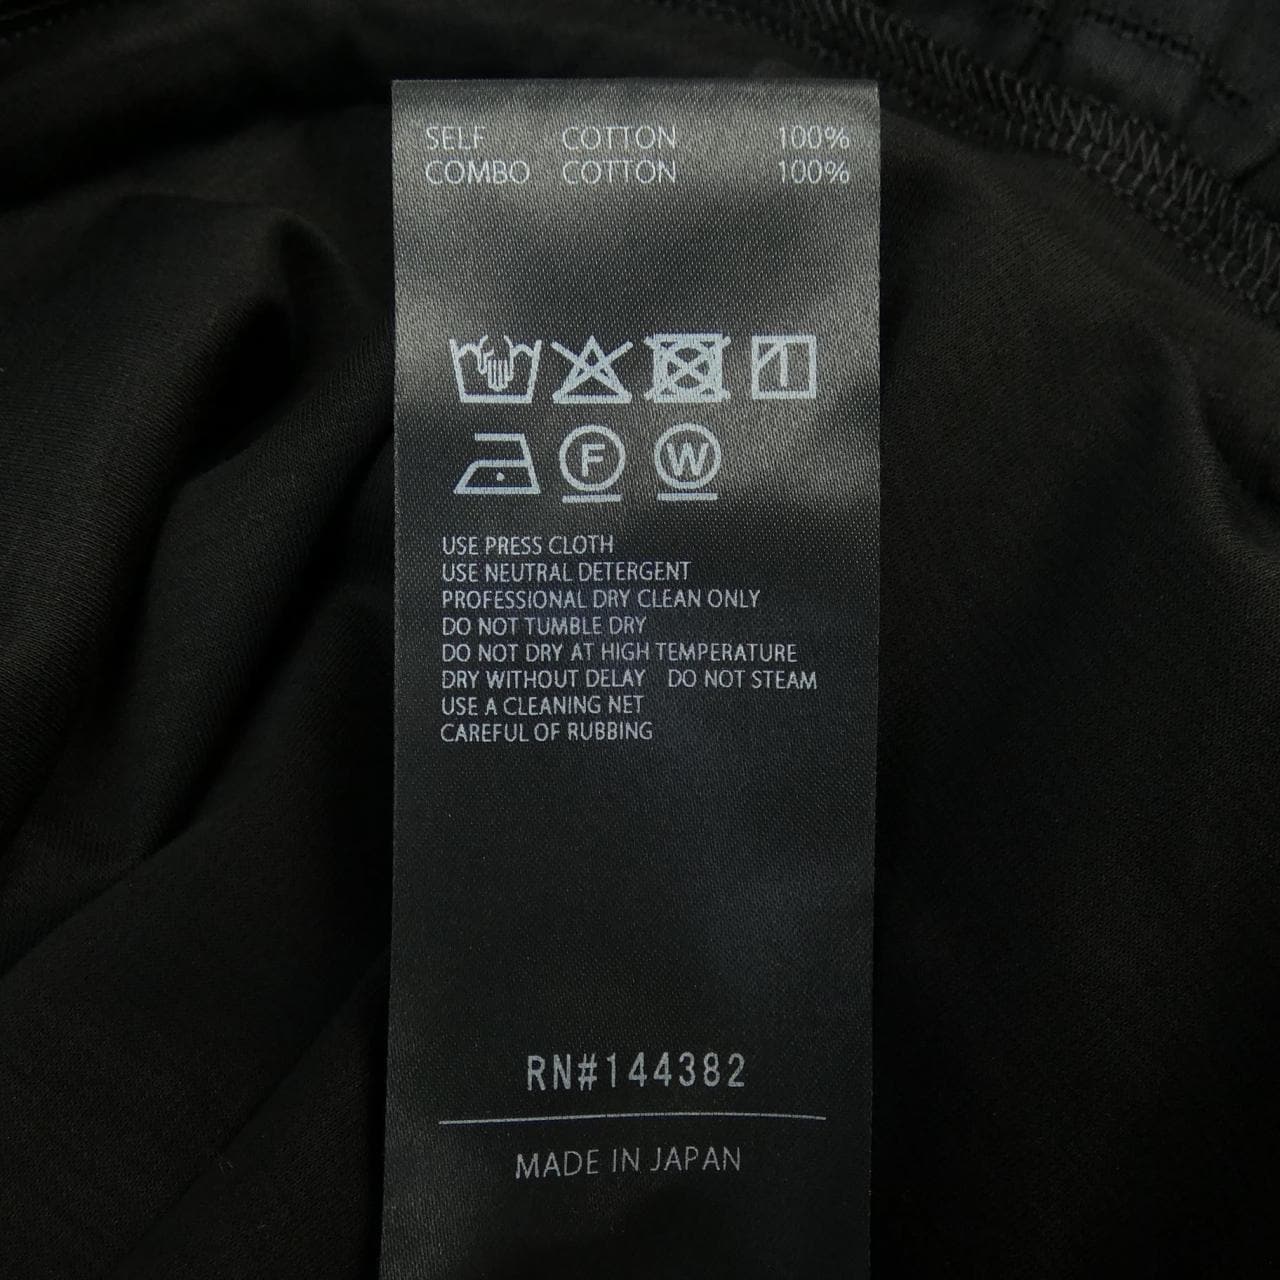 SELF COTTON 100%
COMBO COTTON 100%
F W
USE PRESS CLOTH
USE NEUTRAL DETERGENT
PROFESSIONAL DRY CLEAN ONLY
DO NOT TUMBLE DRY
DO NOT DRY AT HIGH TEMPERATURE
DRY WITHOUT DELAY DO NOT STEAM
USE A CLEANING NET
CAREFUL OF RUBBING
RN#144382
MADE IN JAPAN